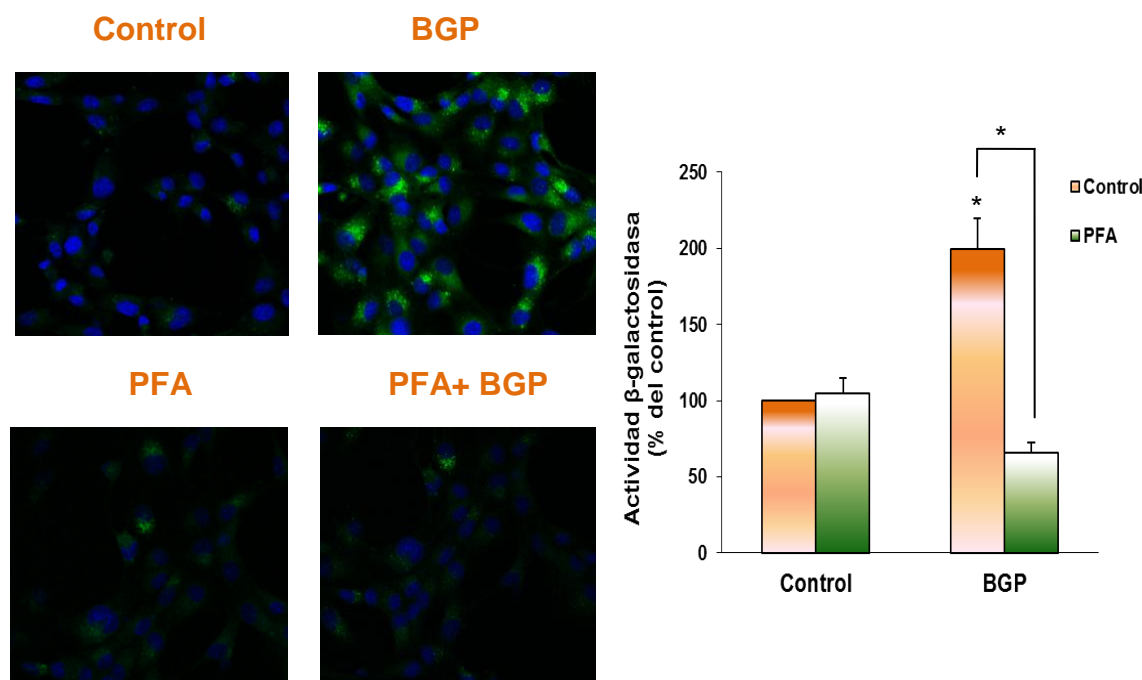 Control
BGP
PFA
PFA+ BGP
Actividad β-galactosidasa
(% del control)
250
200
150
100
50
0
*
*
Control
PFA
Control
BGP